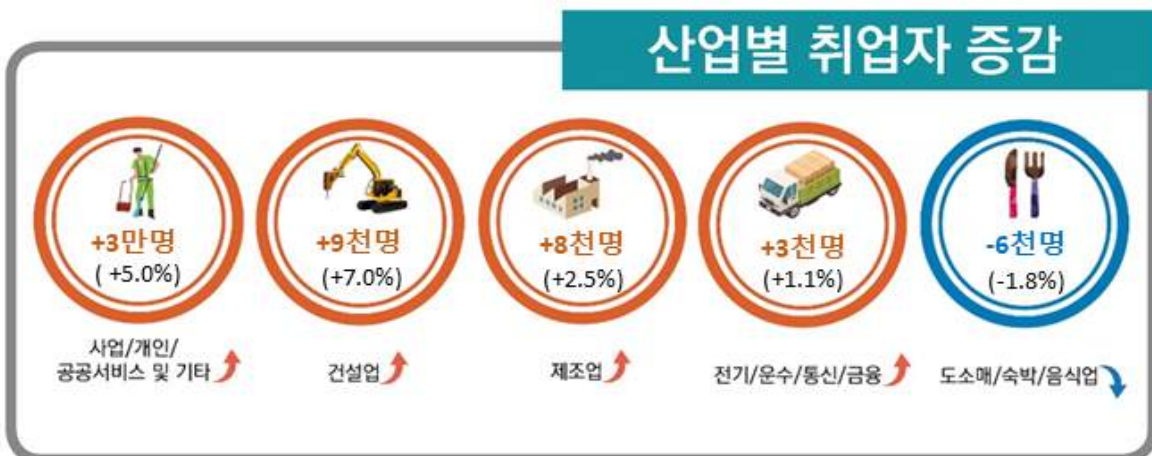 산업별 취업자 증감
+3만명
( +5.0%)
사업/개인/
공공서비스 및 기타
+9천명
(+7.0%)
건설업
+8천명
(+2.5%)
제조업
+3천명
(+1.1%)
전기/운수/통신/금융
-6천명
(-1.8%)
도소매/숙박/음식업